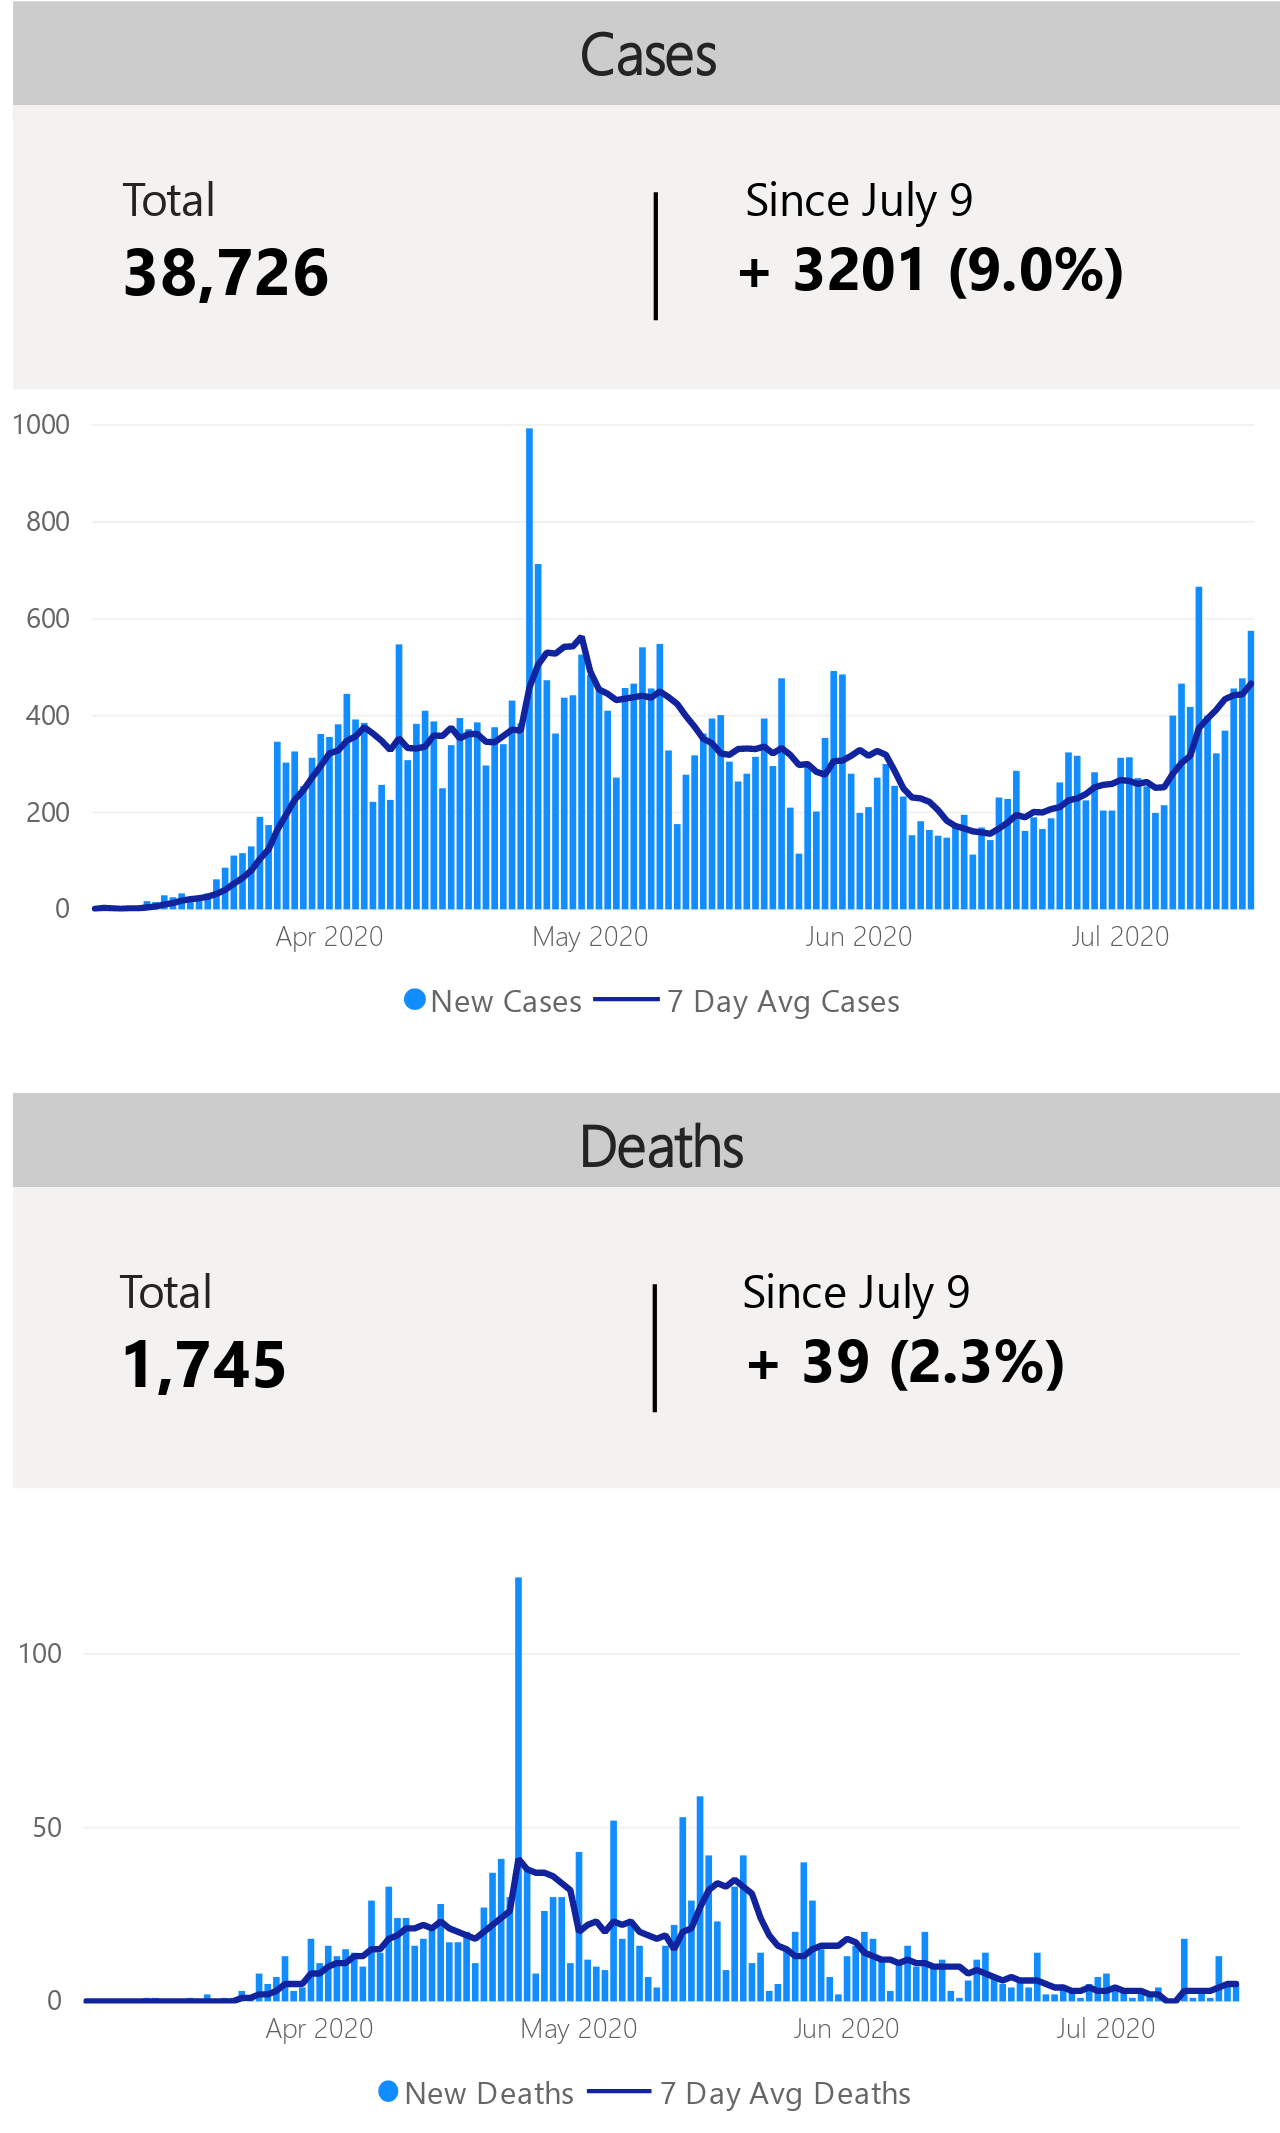 Cases
Total
Since July 9
38,726
+ 3201 (9.0%)
1000
800
600
400
200
0
Apr 2020
May 2020
Jun 2020
Jul 2020
New Cases
7 Day Avg Cases
Deaths
Total
Since July 9
1,745
+ 39 (2.3%)
100
50
0
Apr 2020
May 2020
Jun 2020
Jul 2020
New Deaths
7 Day Avg Deaths